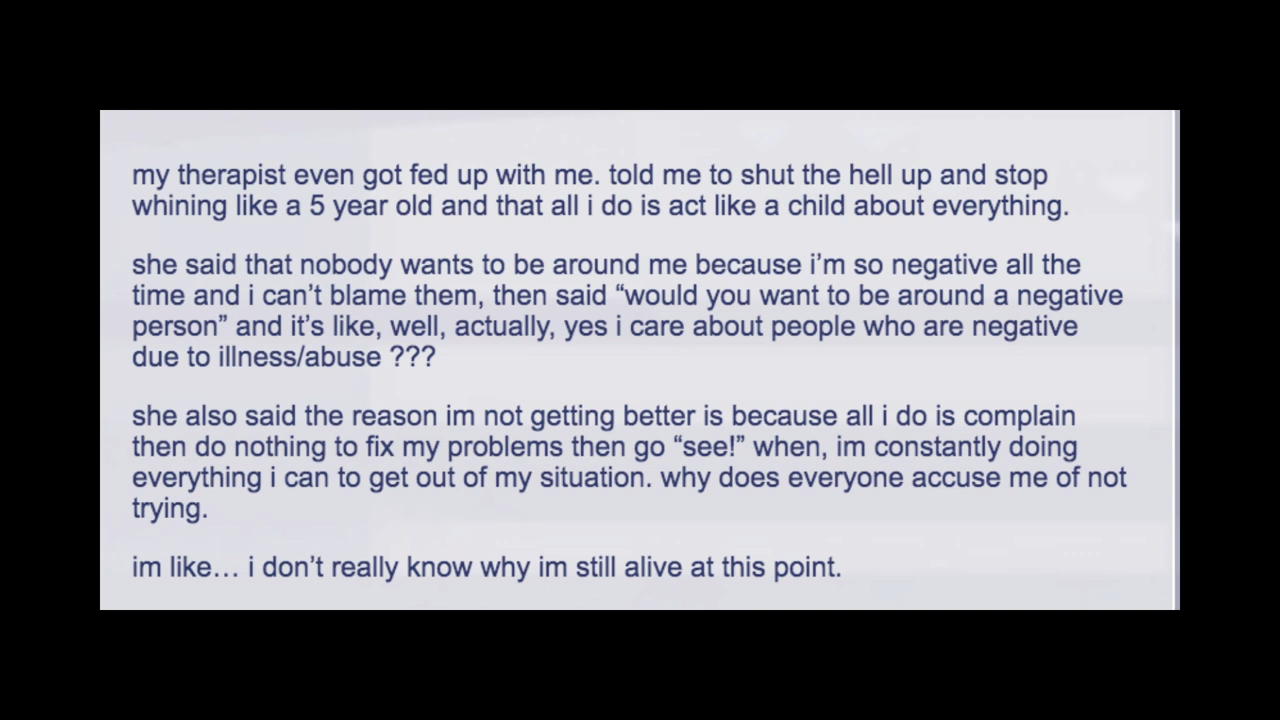 my therapist even got fed up with me. told me to shut the hell up and stop
whining like a 5 year old and that all i do is act like a child about everything.
she said that nobody wants to be around me because i’m so negative all the
time and i can’t blame them, then said “would you want to be around a negative
person” and it’s like, well, actually, yes i care about people who are negative
due to illness/abuse ???
she also said the reason im not getting better is because all i do is complain
then do nothing to fix my problems then go “see!” when, im constantly doing
everything i can to get out of my situation. why does everyone accuse me of not
trying.
im like… i don’t really know why im still alive at this point.